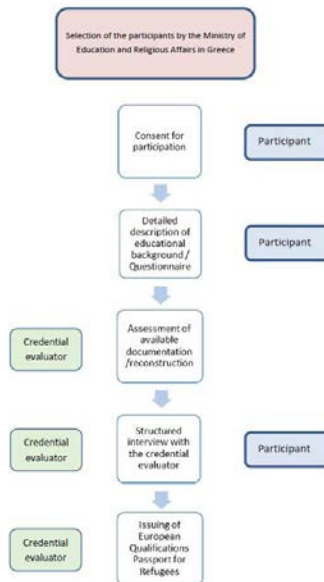 Selection of the participants by the Ministry of
Education and Religious Affairs in Greece
Consent for
participation
Participant
Detailed
description of
educational
background /
Questionnaire
Participant
Credential
evaluator
Assessment of
available
documentation
/reconstruction
Credential
evaluator
Structured
interview with
the credential
evaluator
Participant
Credential
evaluator
Issuing of
European
Qualifications
Passport for
Refugees